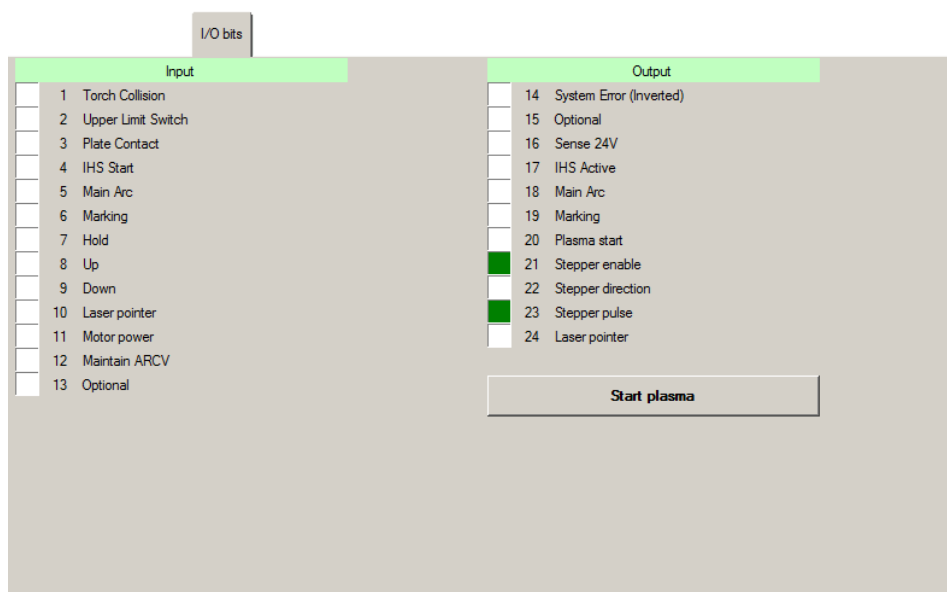 I/O bits
Input
1 Torch Collision
2 Upper Limit Switch
3 Plate Contact
4 IHS Start
5 Main Arc
6 Marking
7 Hold
8 Up
9 Down
10 Laser pointer
11 Motor power
12 Maintain ARCV
13 Optional
Output
14 System Error (Inverted)
15 Optional
16 Sense 24V
17 IHS Active
18 Main Arc
19 Marking
20 Plasma start
21 Stepper enable
22 Stepper direction
23 Stepper pulse
24 Laser pointer
Start plasma